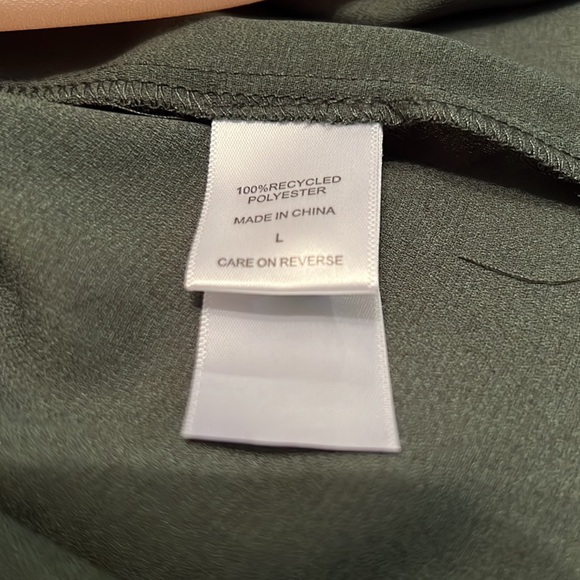 100%RECYCLED
POLYESTER
MADE IN CHINA
L
CARE ON REVERSE